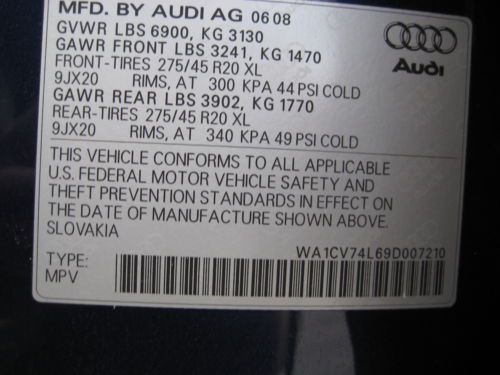 MFD. BY AUDI AG 06 08
GVWR LBS 6900, KG 3130
GAWR FRONT LBS 3241, KG 1470
FRONT-TIRES 275/45 R20 XL
9JX20 RIMS, AT 300 KPA 44 PSI COLD
GAWR REAR LBS 3902, KG 1770
REAR-TIRES 275/45 R20 XL
9JX20 RIMS, AT 340 KPA 49 PSI COLD
Audi
THIS VEHICLE CONFORMS TO ALL APPLICABLE
U.S. FEDERAL MOTOR VEHICLE SAFETY AND
THEFT PREVENTION STANDARDS IN EFFECT ON
THE DATE OF MANUFACTURE SHOWN ABOVE.
SLOVAKIA
WA1CV74L69D007210
TYPE:
MPV